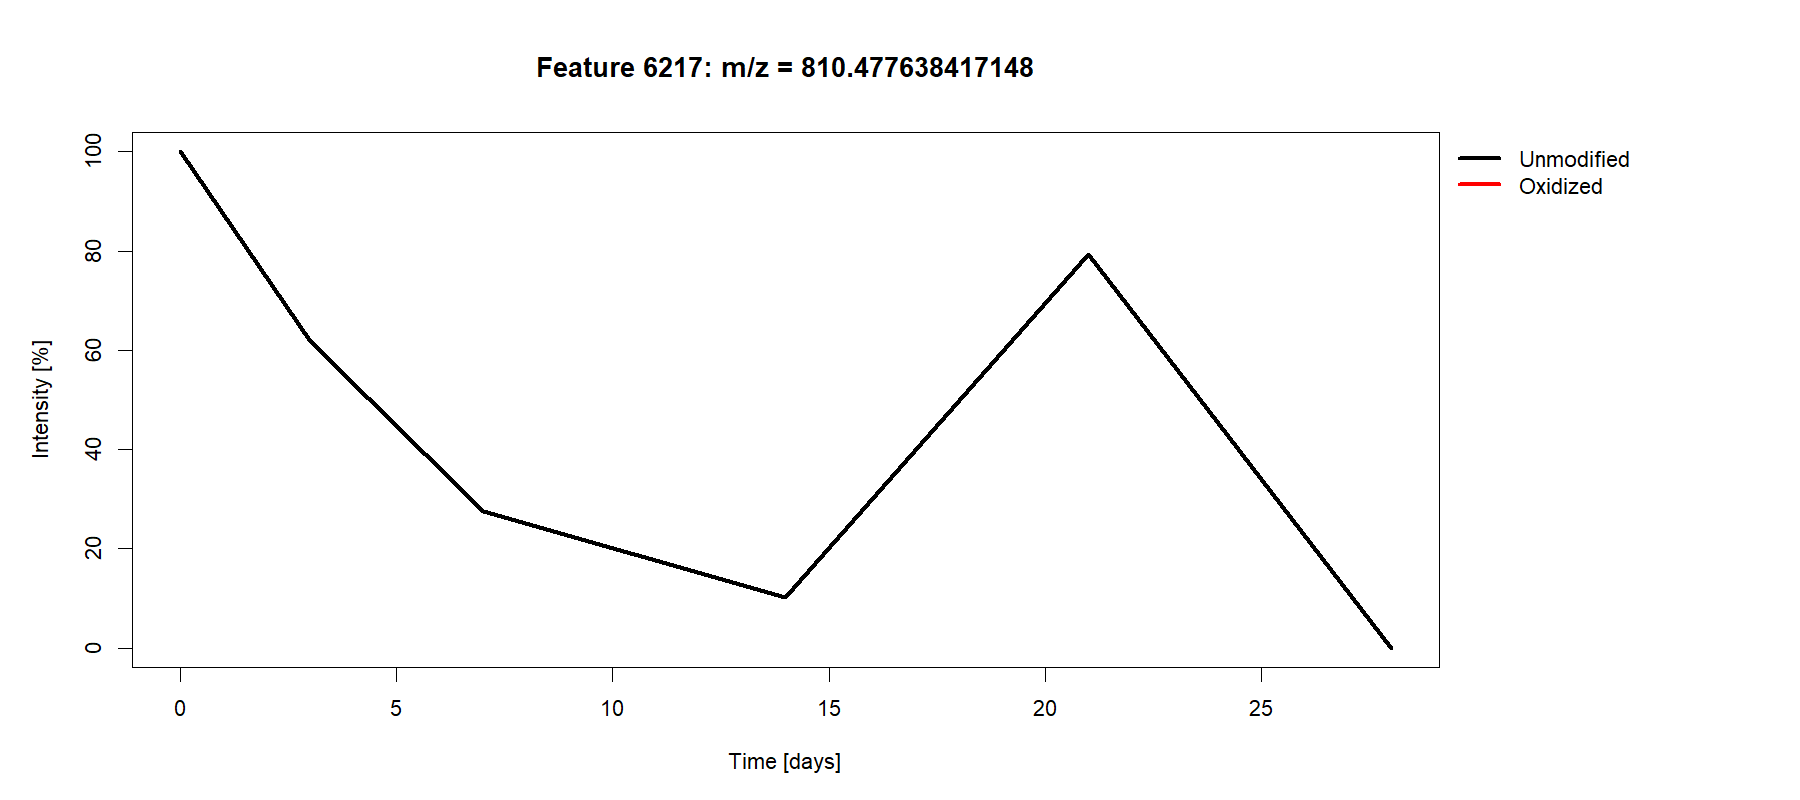 Feature 6217: m/z = 810.477638417148
Unmodified
Oxidized
Intensity [%]
100
80
60
40
20
0
0 5 10 15 20 25
Time [days]